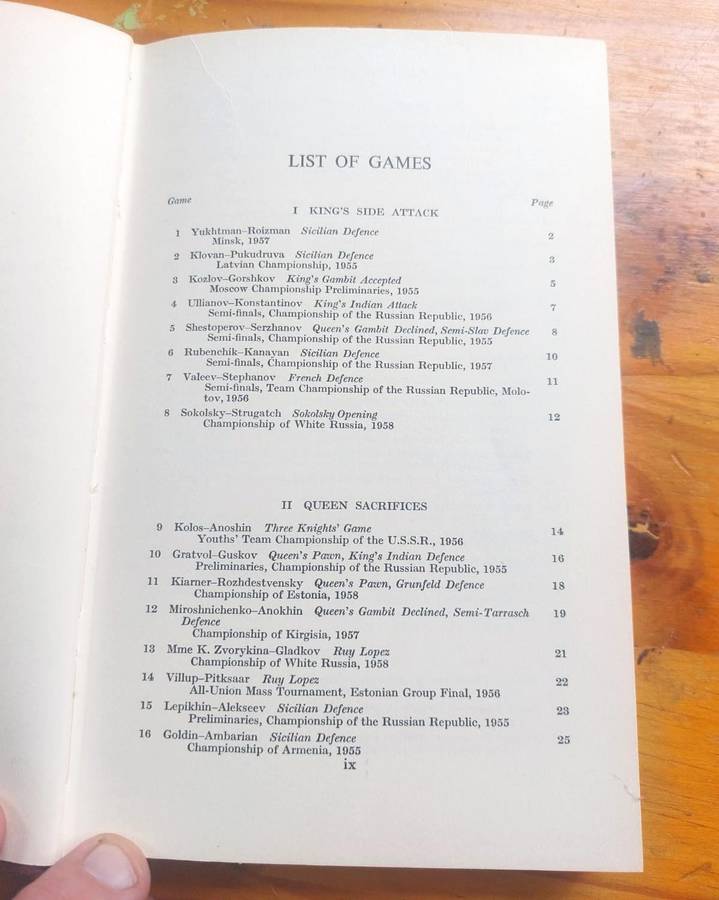 LIST OF GAMES
Game Page
I KING'S SIDE ATTACK
1 Yukhtman–Roizman Sicilian Defence 2
Minsk, 1957
2 Klovan–Pukudruva Sicilian Defence 3
Latvian Championship, 1955
3 Kozlov–Gorshkov King's Gambit Accepted 5
Moscow Championship Preliminaries, 1955
4 Ullianov–Konstantinov King's Indian Attack 7
Semi-finals, Championship of the Russian Republic, 1956
5 Shestoperov–Serzhanov Queen's Gambit Declined, Semi-Slav Defence 8
Semi-finals, Championship of the Russian Republic, 1955
6 Rubenchik–Kanayan Sicilian Defence 10
Semi-finals, Championship of the Russian Republic, 1957
7 Valeev–Stephanov French Defence 11
Semi-finals, Team Championship of the Russian Republic, Molo-
tov, 1956
8 Sokolsky–Strugatch Sokolsky Opening 12
Championship of White Russia, 1958
II QUEEN SACRIFICES
9 Kolos–Anoshin Three Knights' Game 14
Youths' Team Championship of the U.S.S.R., 1956
10 Gratvol–Guskov Queen's Pawn, King's Indian Defence 16
Preliminaries, Championship of the Russian Republic, 1955
11 Kiarner–Rozhdestvensky Queen's Pawn, Grunfeld Defence 18
Championship of Estonia, 1958
12 Miroshnichenko–Anokhin Queen's Gambit Declined, Semi-Tarrasch 19
Defence
Championship of Kirgisia, 1957
13 Mme K. Zvorykina–Gladkov Ruy Lopez 21
Championship of White Russia, 1958
14 Villup–Pitksaar Ruy Lopez 22
All-Union Mass Tournament, Estonian Group Final, 1956
15 Lepikhin–Alekseev Sicilian Defence 23
Preliminaries, Championship of the Russian Republic, 1955
16 Goldin–Ambarian Sicilian Defence 25
Championship of Armenia, 1955
ix